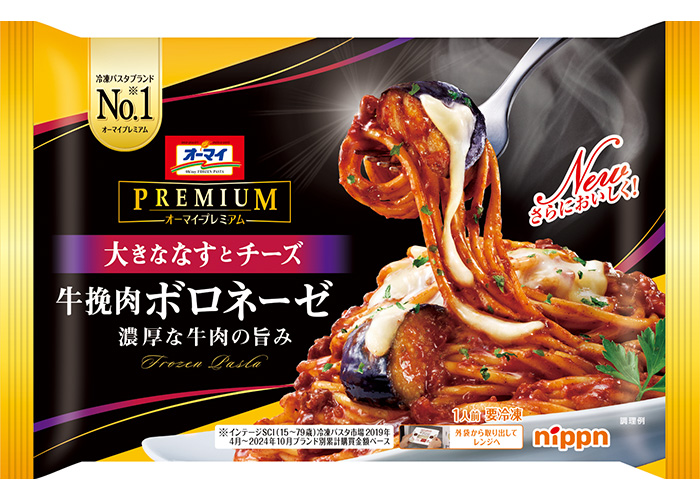 冷凍パスタブランド
No.1※
オーマイプレミアム
オーマイ
PREMIUM
オーマイプレミアム
大きななすとチーズ
牛挽肉ボロネーゼ
濃厚な牛肉の旨み
Frozen Pasta
New
さらにおいしく!
1人前 要冷凍
※インテージSCI(15~79歳)冷凍パスタ市場2019年
4月~2024年10月ブランド別累計購買金額ベース
外袋から取り出して
レンジへ
nippn
調理例